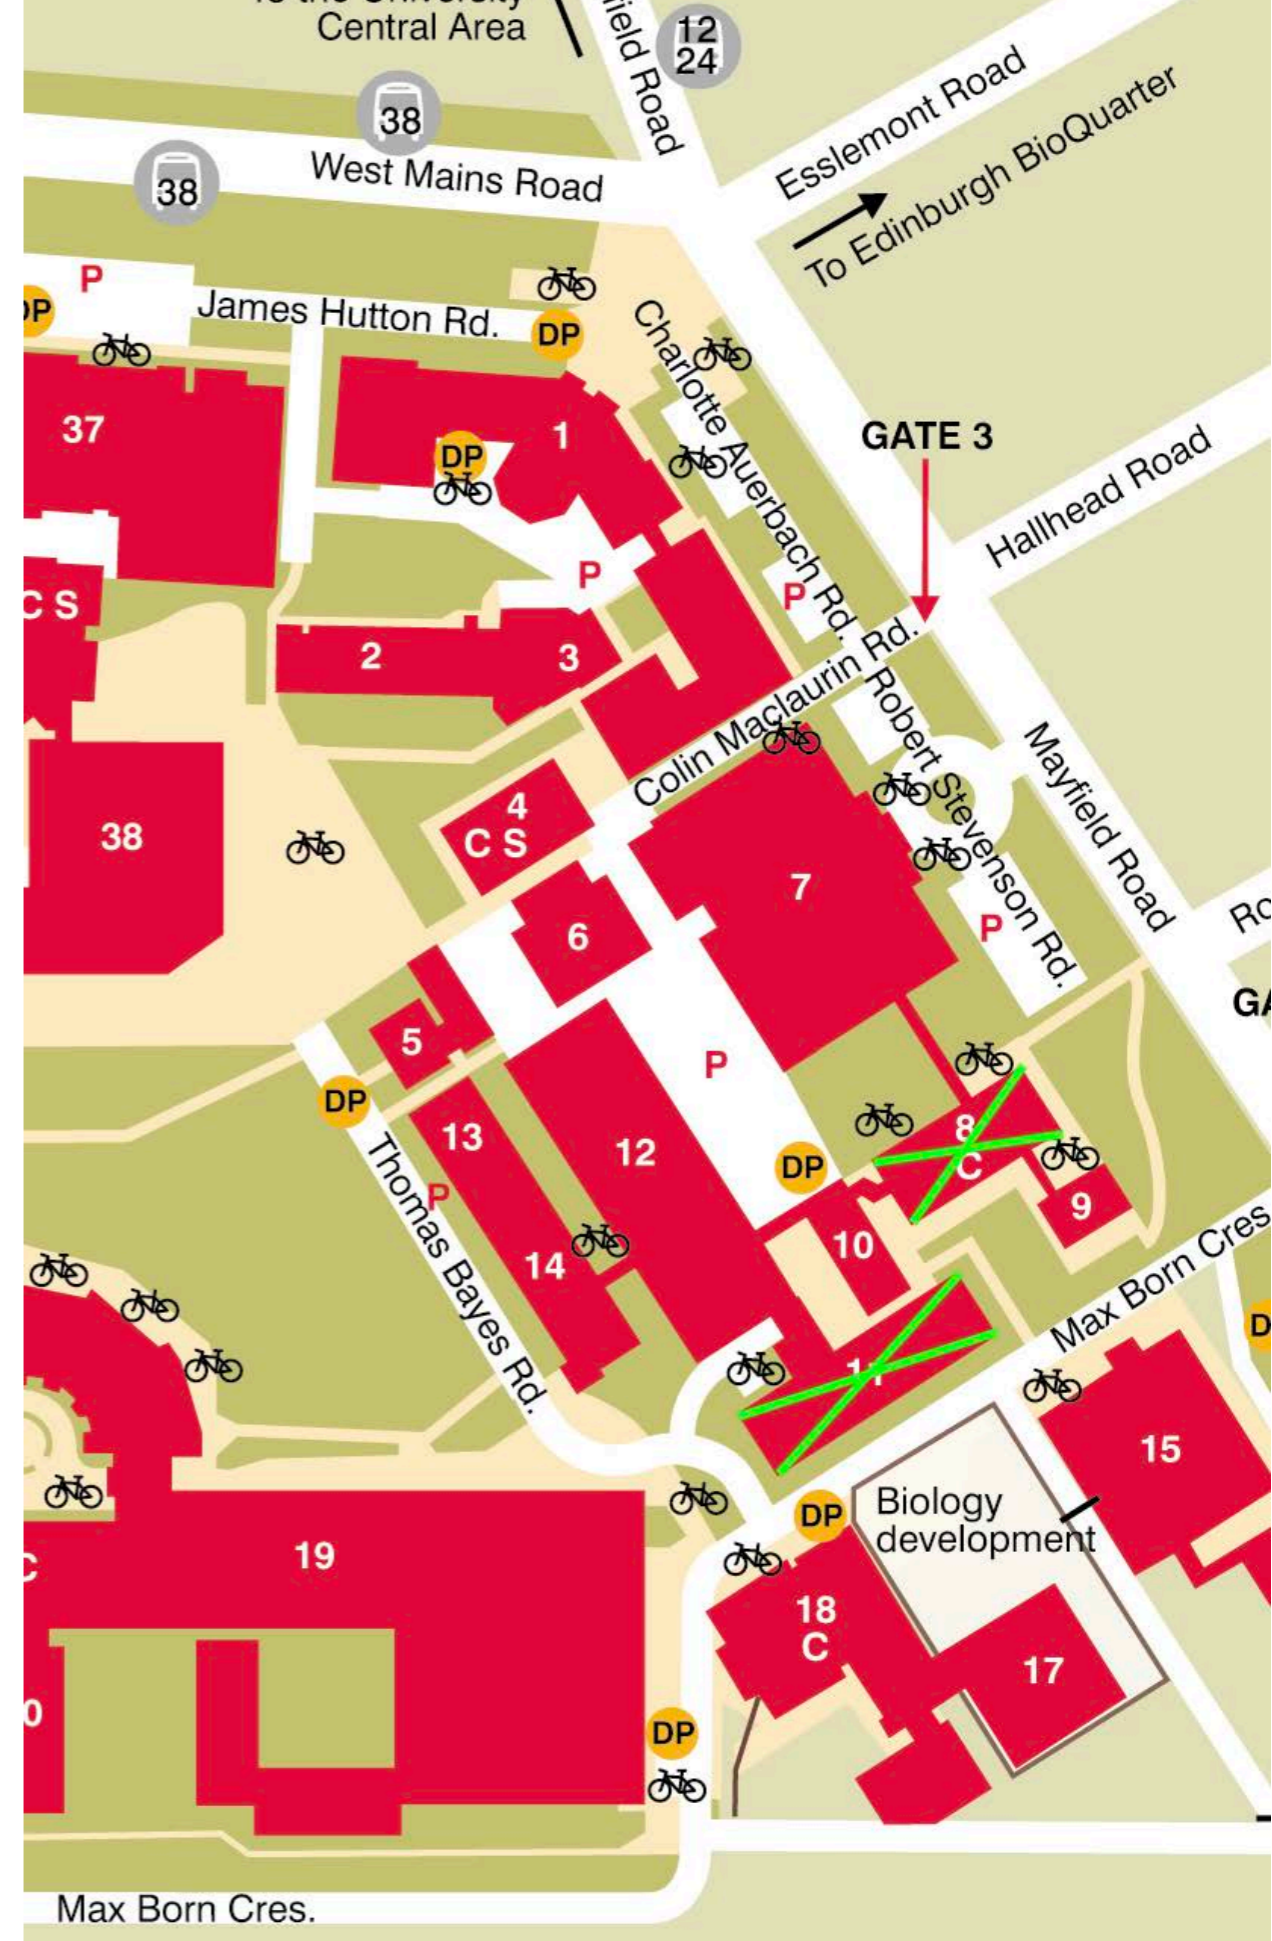 Central Area
12
24
38
38
West Mains Road
Esslemont Road
To Edinburgh BioQuarter
P
James Hutton Rd.
DP
Charlotte Auerbach Rd.
37
DP
1
GATE 3
Hallhead Road
P
P
C S
2
3
Colin Maclaurin Rd.
Robert Stevenson Rd.
Mayfield Road
4
C S
38
7
6
P
5
P
DP
8
C
13
12
DP
9
P
10
14
Thomas Bayes Rd.
Max Born Cres
11
15
DP
Biology
development
19
18
C
17
DP
Max Born Cres.